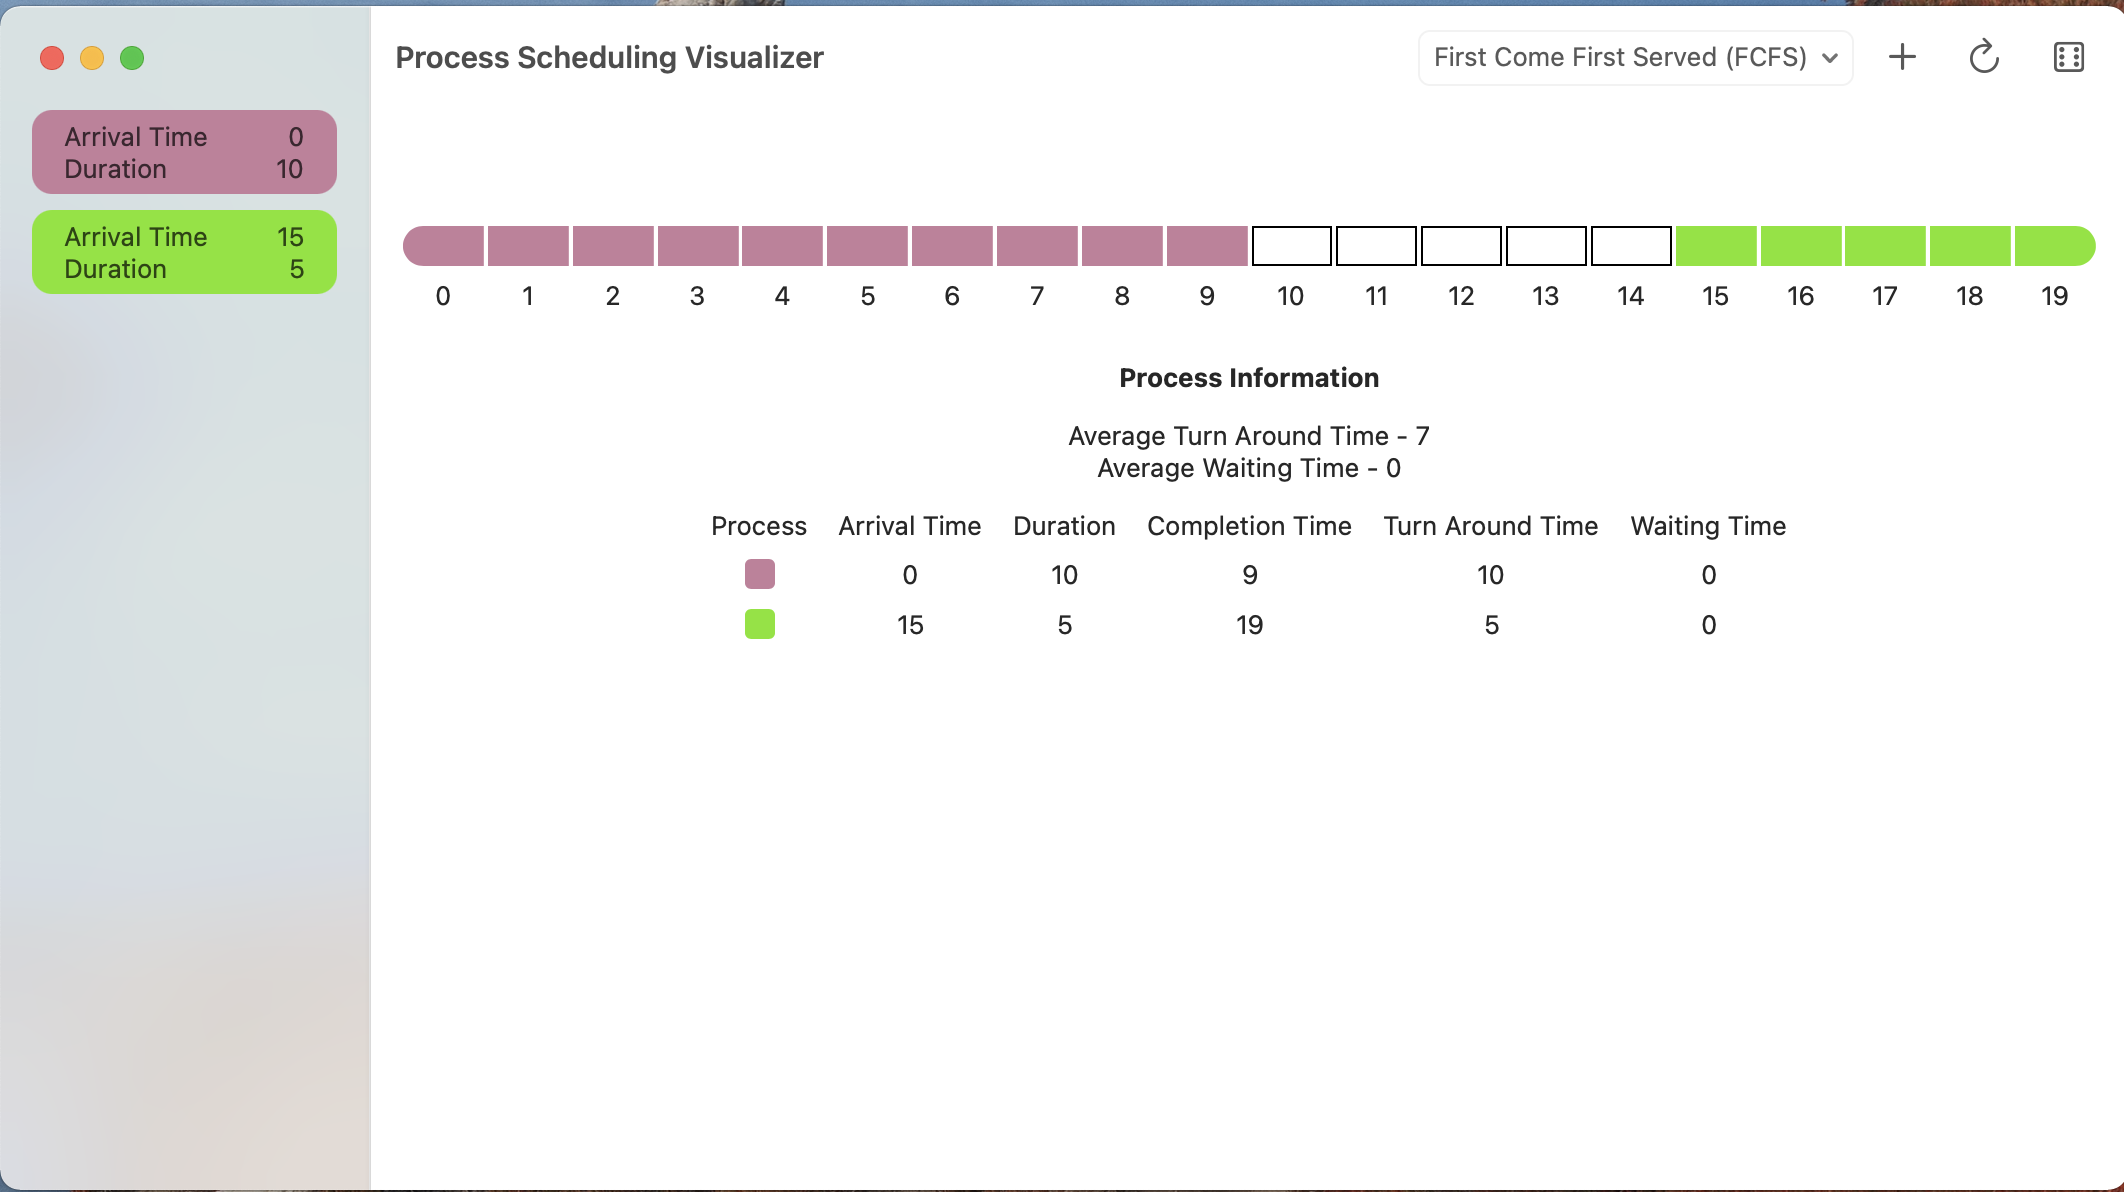 Process Scheduling Visualizer
First Come First Served (FCFS)
Arrival Time 0
Duration 10
Arrival Time 15
Duration 5
0 1 2 3 4 5 6 7 8 9 10 11 12 13 14 15 16 17 18 19
Process Information
Average Turn Around Time - 7
Average Waiting Time - 0
Process Arrival Time Duration Completion Time Turn Around Time Waiting Time
0 10 9 10 0
15 5 19 5 0